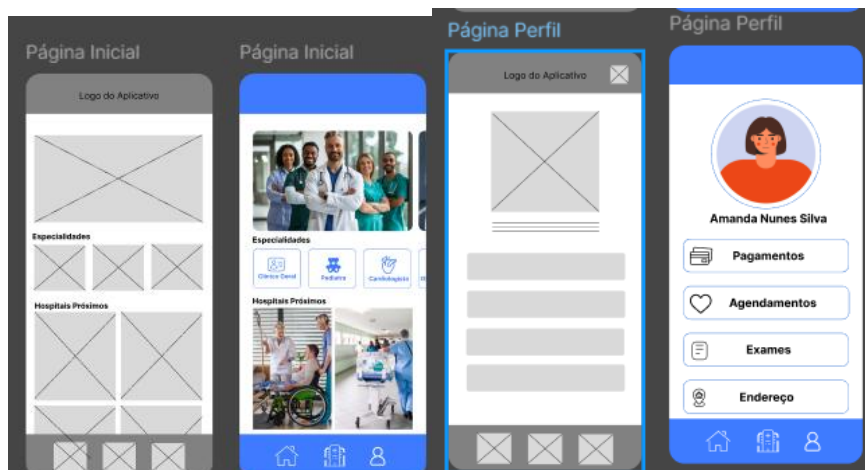 Página Inicial
Logo do Aplicativo
Especialidades
Hospitais Próximos
Página Inicial
Especialidades
Clínico Geral
Pediatra
Cardiologista
Hospitais Próximos
Página Perfil
Logo do Aplicativo
Página Perfil
Amanda Nunes Silva
Pagamentos
Agendamentos
Exames
Endereço